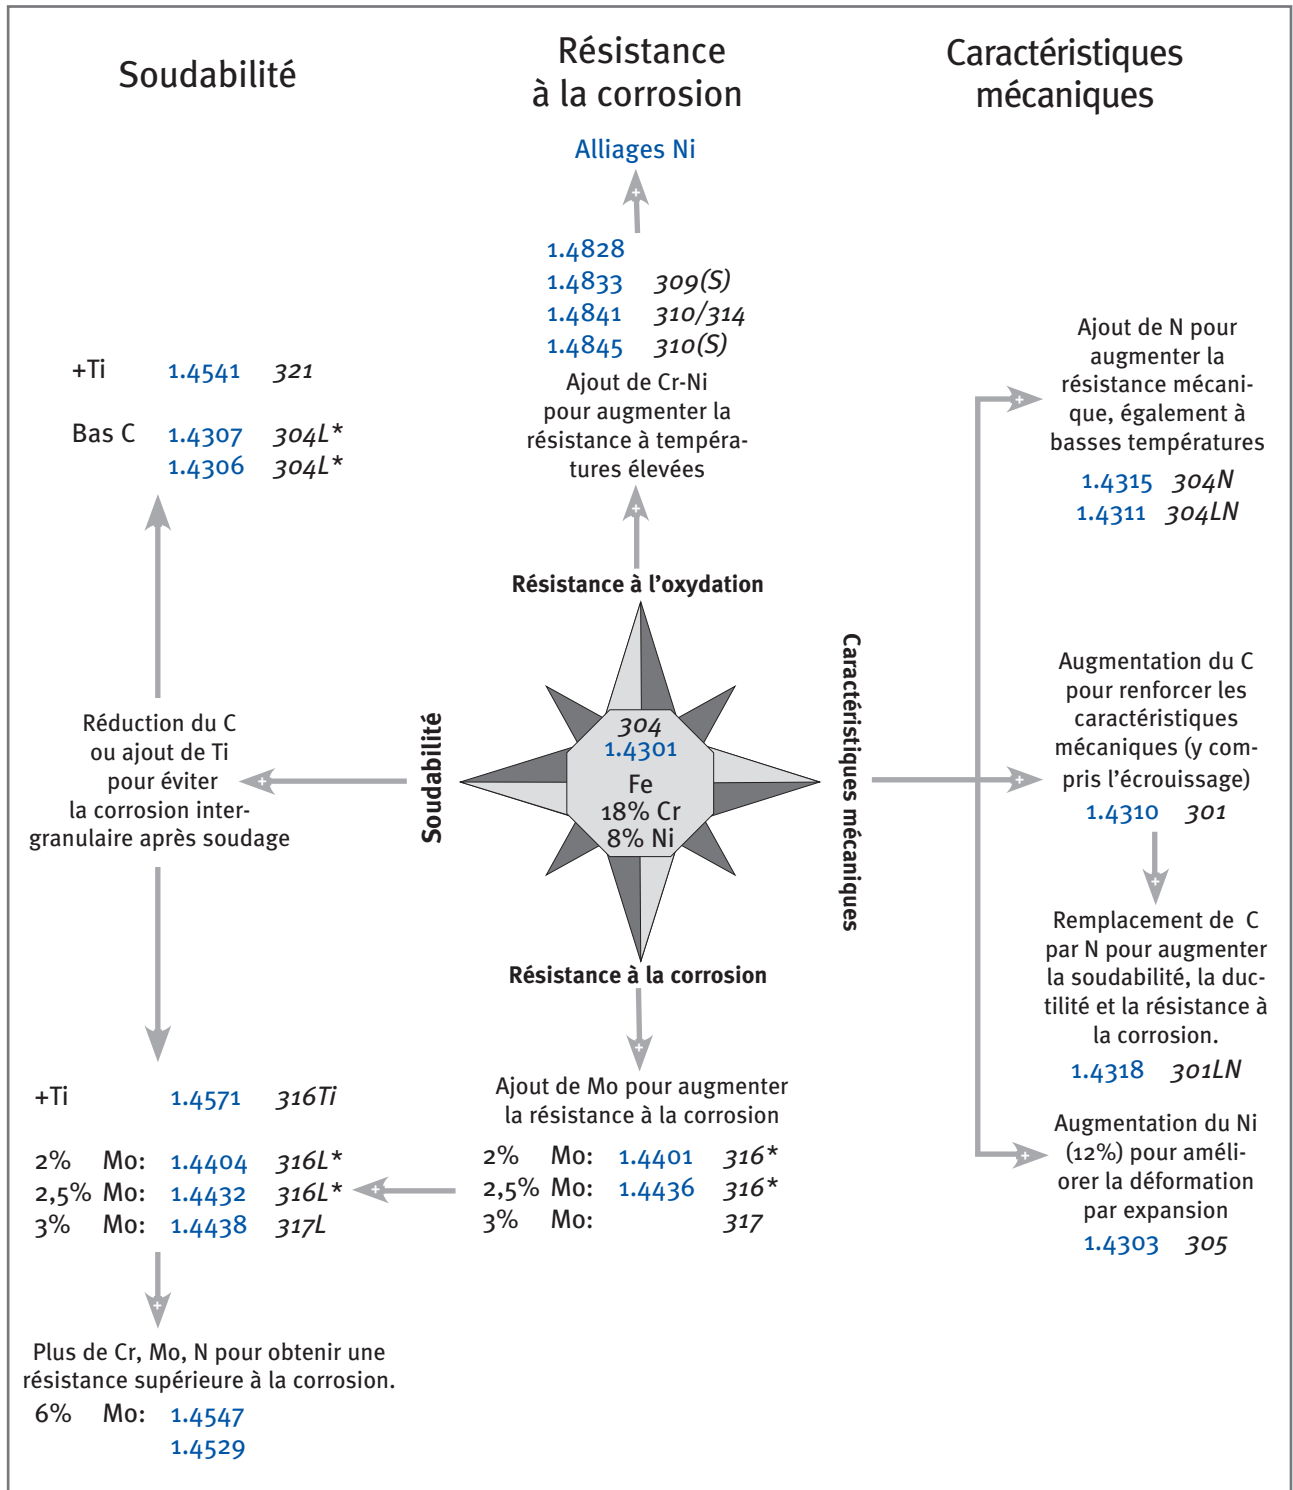 Soudabilité
Résistance
à la corrosion
Caractéristiques
mécaniques
Alliages Ni
1.4828
1.4833 309(S)
1.4841 310/314
1.4845 310(S)
Ajout de Cr-Ni
pour augmenter la
résistance à tempéra-
tures élevées
+Ti 1.4541 321
Bas C 1.4307 304L*
1.4306 304L*
Ajout de N pour
augmenter la
résistance mécani-
que, également à
basses températures
1.4315 304N
1.4311 304LN
Résistance à l’oxydation
Réduction du C
ou ajout de Ti
pour éviter
la corrosion inter-
granulaire après soudage
Soudabilité
304
1.4301
Fe
18% Cr
8% Ni
Caractéristiques mécaniques
Augmentation du C
pour renforcer les
caractéristiques
mécaniques (y com-
pris l’écrouissage)
1.4310 301
Remplacement de C
par N pour augmenter
la soudabilité, la duc-
tilité et la résistance à
la corrosion.
1.4318 301LN
Augmentation du Ni
(12%) pour améli-
orer la déformation
par expansion
1.4303 305
Résistance à la corrosion
Ajout de Mo pour augmenter
la résistance à la corrosion
2% Mo: 1.4401 316*
2,5% Mo: 1.4436 316*
3% Mo: 317
+Ti 1.4571 316Ti
2% Mo: 1.4404 316L*
2,5% Mo: 1.4432 316L*
3% Mo: 1.4438 317L
Plus de Cr, Mo, N pour obtenir une
résistance supérieure à la corrosion.
6% Mo: 1.4547
1.4529